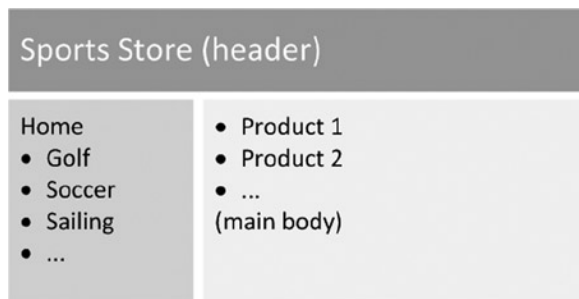 Sports Store (header)
Home
• Golf
• Soccer
• Sailing
• ...
• Product 1
• Product 2
• ...
(main body)